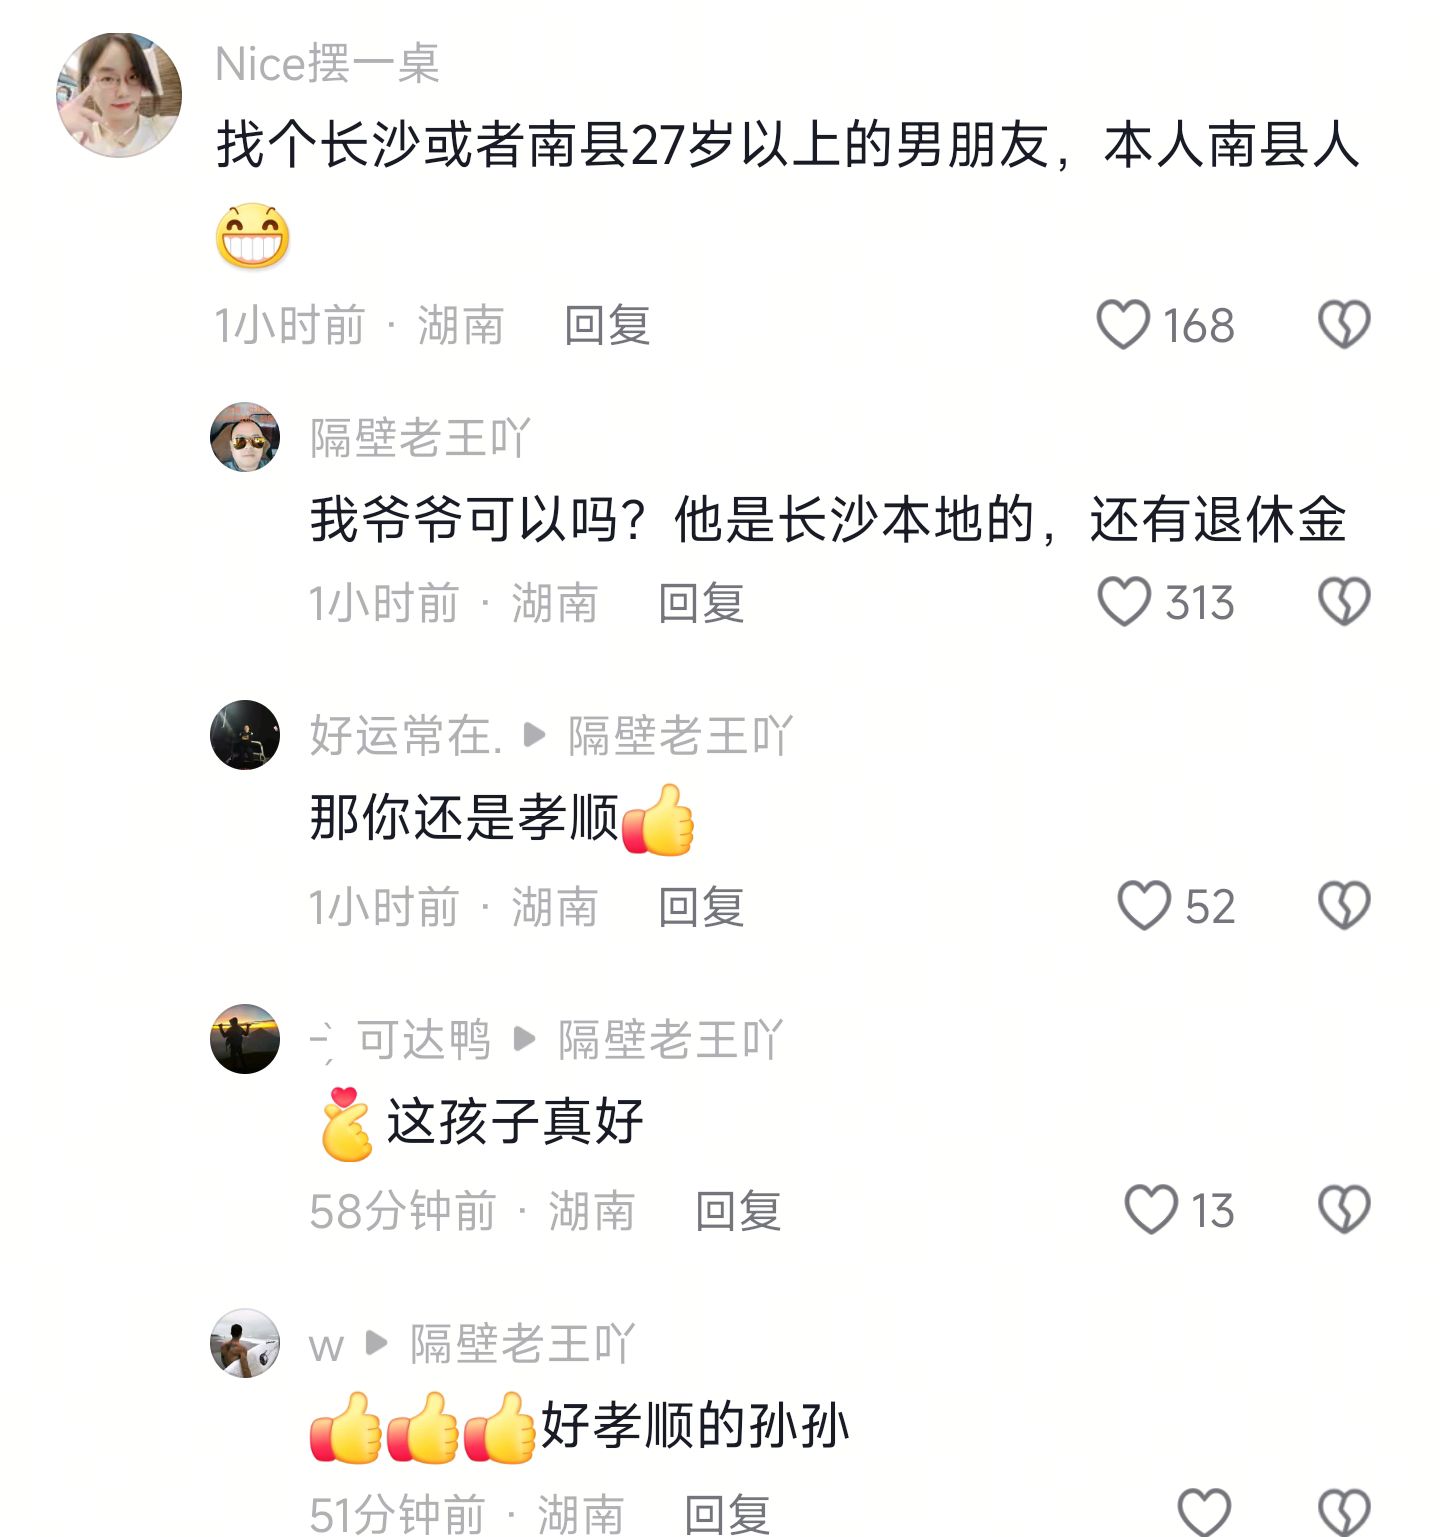 Nice摆一桌
找个长沙或者南县27岁以上的男朋友，本人南县人
😁
1小时前 · 湖南 回复 168
隔壁老王吖
我爷爷可以吗？他是长沙本地的，还有退休金
1小时前 · 湖南 回复 313
好运常在. ▶ 隔壁老王吖
那你还是孝顺👍
1小时前 · 湖南 回复 52
可达鸭 ▶ 隔壁老王吖
🫰这孩子真好
58分钟前 · 湖南 回复 13
w ▶ 隔壁老王吖
👍👍👍好孝顺的孙孙
51分钟前 · 湖南 回复